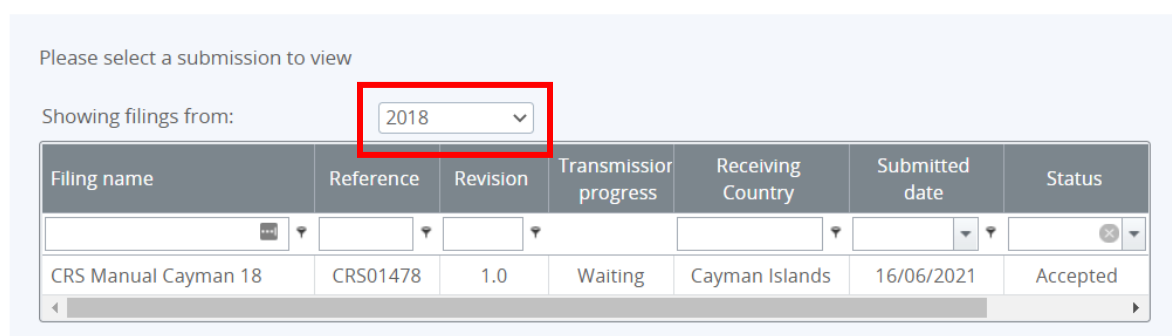 Please select a submission to view
Showing filings from: 2018
Filing name Reference Revision Transmission progress Receiving Country Submitted date Status
CRS Manual Cayman 18 CRS01478 1.0 Waiting Cayman Islands 16/06/2021 Accepted